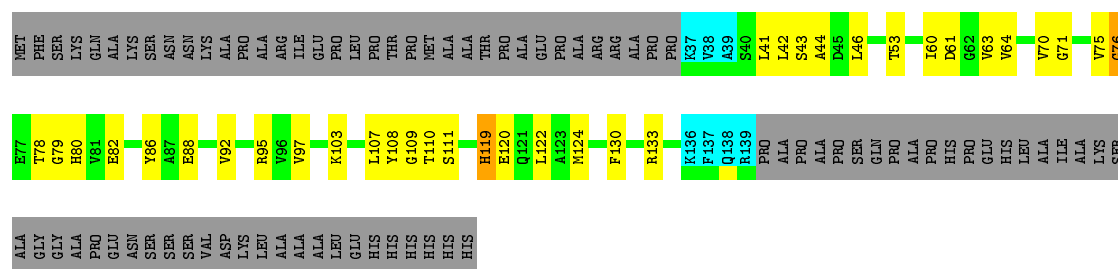 MET PHE SER LYS GLN ALA LYS SER ASN ASN LYS ALA PRO ALA ARG ILE GLU PRO LEU PRO THR PRO MET ALA ALA THR PRO ALA GLU PRO ALA ARG ARG ALA PRO PRO K37 V38 A39 S40 L41 L42 S43 A44 D45 L46 T53 I60 D61 G62 V63 V64 V70 G71 V75 G76
E77 T78 G79 H80 V81 E82 Y86 A87 E88 V92 R95 V96 V97 K103 L107 Y108 G109 T110 S111 H119 E120 Q121 L122 A123 M124 F130 R133 K136 F137 Q138 R139 PRO ALA PRO ALA PRO SER GLN PRO ALA PRO HIS PRO GLU HIS LEU ALA ILE ALA LYS SER
ALA GLY GLY ALA PRO GLU ASN SER SER SER VAL ASP LYS LEU ALA ALA ALA LEU GLU HIS HIS HIS HIS HIS HIS